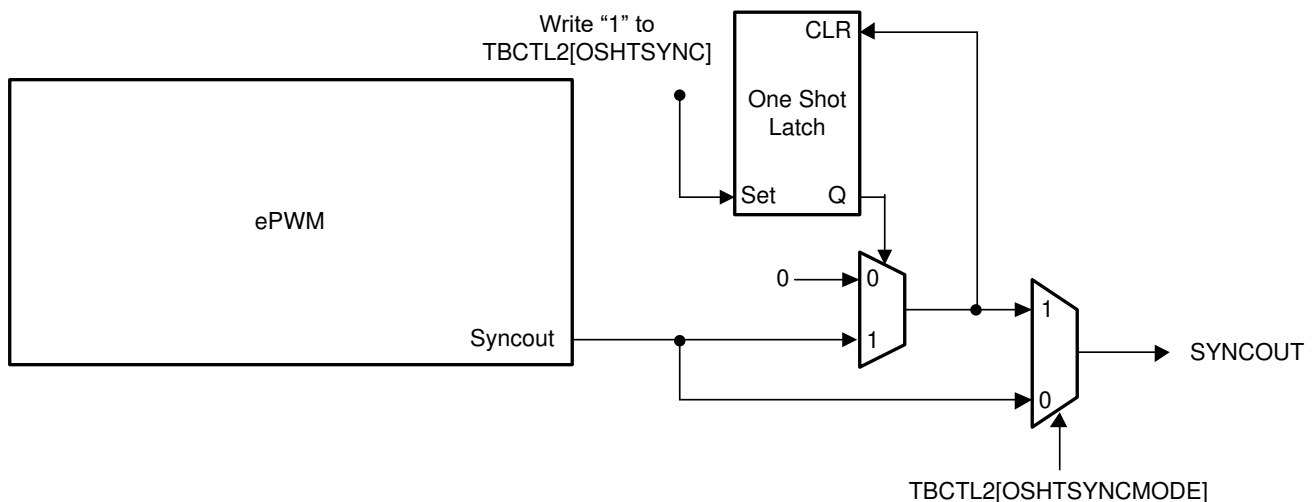 Write “1” to
TBCTL2[OSHTSYNC]
CLR
One Shot
Latch
Set
Q
ePWM
0
0
Syncout
1
1
SYNCOUT
0
TBCTL2[OSHTSYNCMODE]